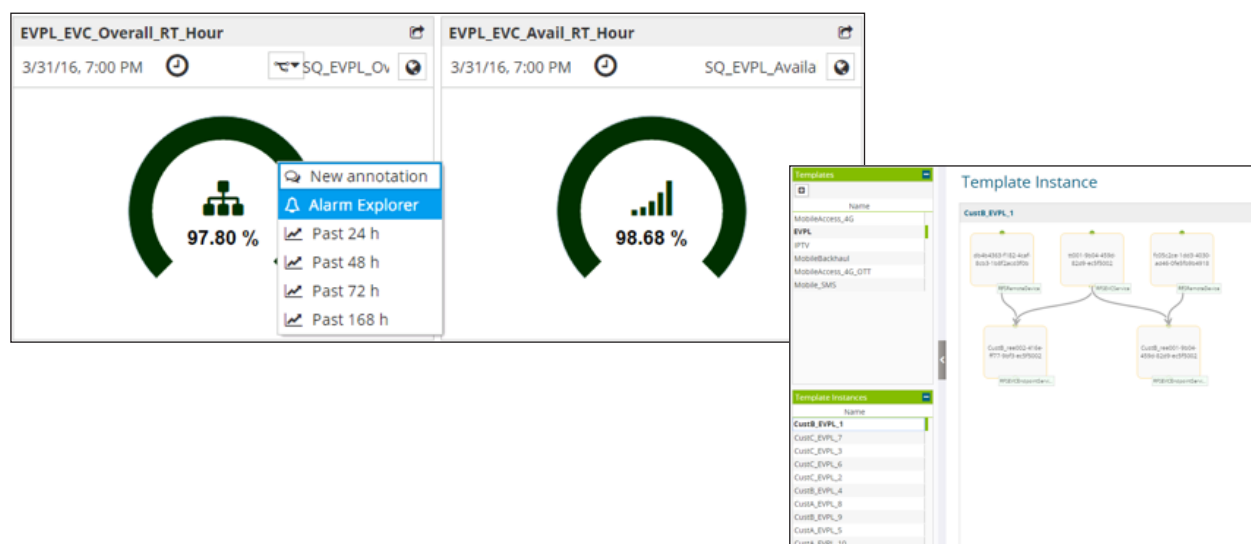 EVPL_EVC_Overall_RT_Hour
3/31/16, 7:00 PM SQ_EVPL_Ov
97.80 %
New annotation
Alarm Explorer
Past 24 h
Past 48 h
Past 72 h
Past 168 h
EVPL_EVC_Avail_RT_Hour
3/31/16, 7:00 PM SQ_EVPL_Availa
98.68 %
Templates
Name
MobileAccess_4G
EVPL
IPTV
MobileBackhaul
MobileAccess_4G_OTT
Mobile_SMS
Template Instances
Name
CustB_EVPL_1
CustC_EVPL_7
CustC_EVPL_3
CustC_EVPL_6
CustC_EVPL_2
CustB_EVPL_4
CustA_EVPL_8
CustB_EVPL_9
CustA_EVPL_5
CustA_EVPL_10
Template Instance
CustB_EVPL_1